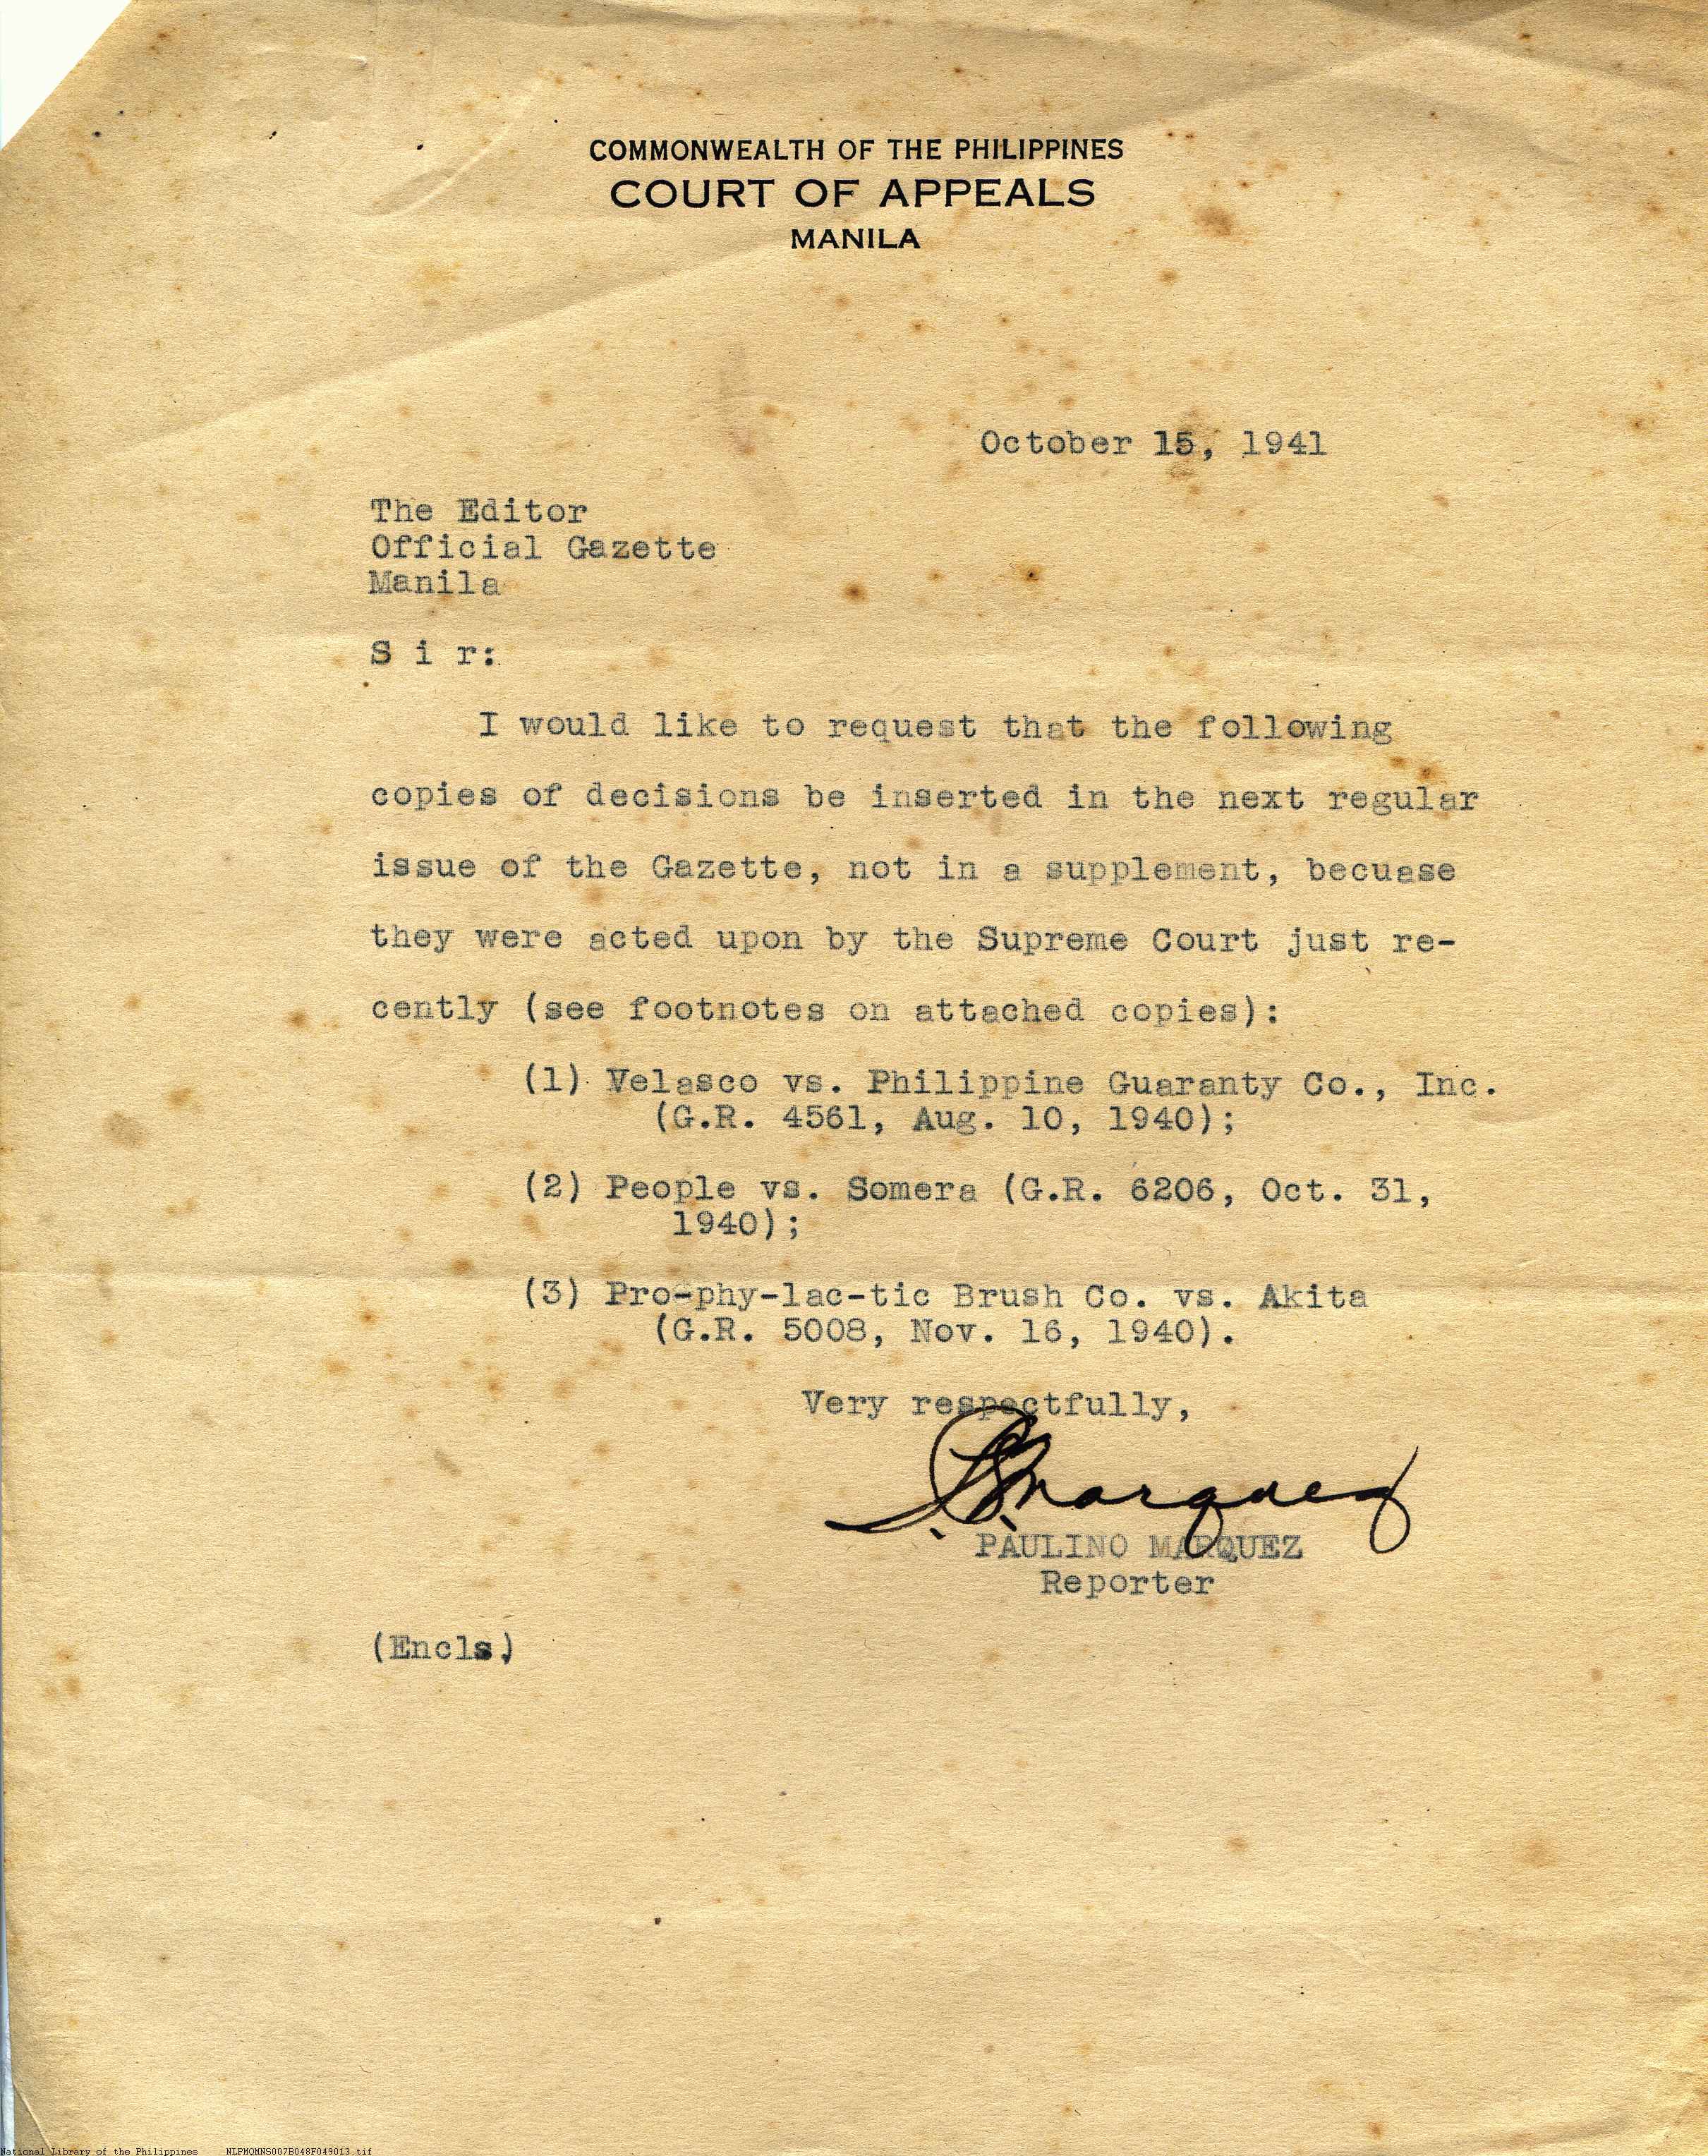 COMMONWEALTH OF THE PHILIPPINES
COURT OF APPEALS
MANILA
October 15, 1941
The Editor
Official Gazette
Manila
S i r:
I would like to request that the following
copies of decisions be inserted in the next regular
issue of the Gazette, not in a supplement, becuase
they were acted upon by the Supreme Court just re-
cently (see footnotes on attached copies):
(1) Velasco vs. Philippine Guaranty Co., Inc.
(G.R. 4561, Aug. 10, 1940);
(2) People vs. Somera (G.R. 6206, Oct. 31,
1940);
(3) Pro-phy-lac-tic Brush Co. vs. Akita
(G.R. 5008, Nov. 16, 1940).
Very respectfully,
P. Marquez
PAULINO MARQUEZ
Reporter
(Encls.)
National Library of the Philippines NLPMQMNS007B048F049013.tif